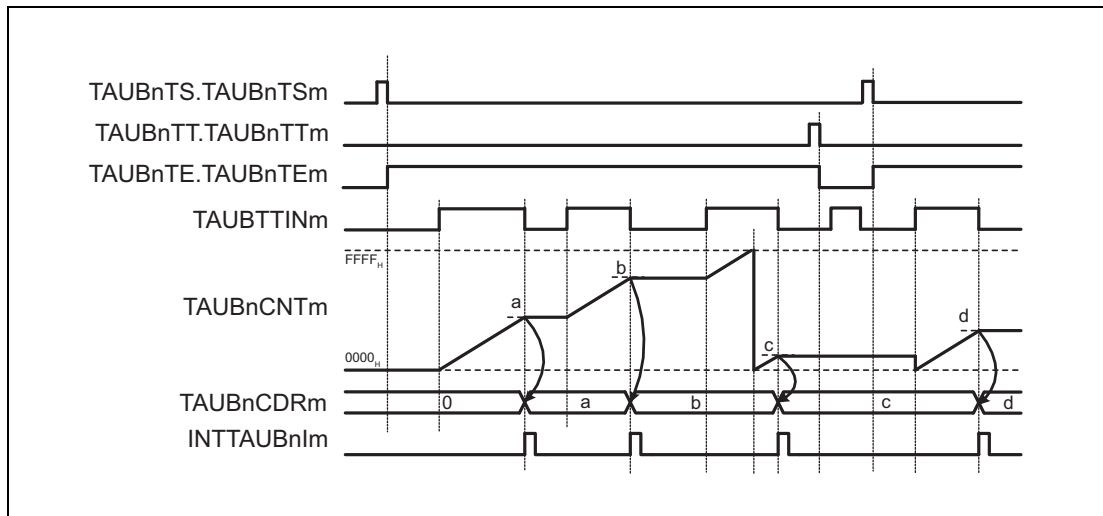 TAUBnTS.TAUBnTSm
TAUBnTT.TAUBnTTm
TAUBnTE.TAUBnTEm
TAUBTTINm
FFFFH
TAUBnCNTm
a
b
c
d
0000H
TAUBnCDRm
0
a
b
c
d
INTTAUBnIm